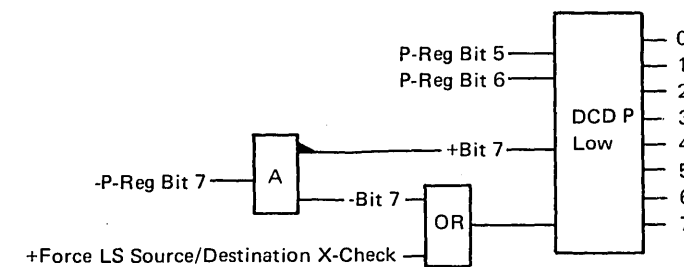 0
P-Reg Bit 5
1
P-Reg Bit 6
2
DCD P
3
Low
+Bit 7
4
-P-Reg Bit 7
A
5
-Bit 7
6
OR
7
+Force LS Source/Destination X-Check